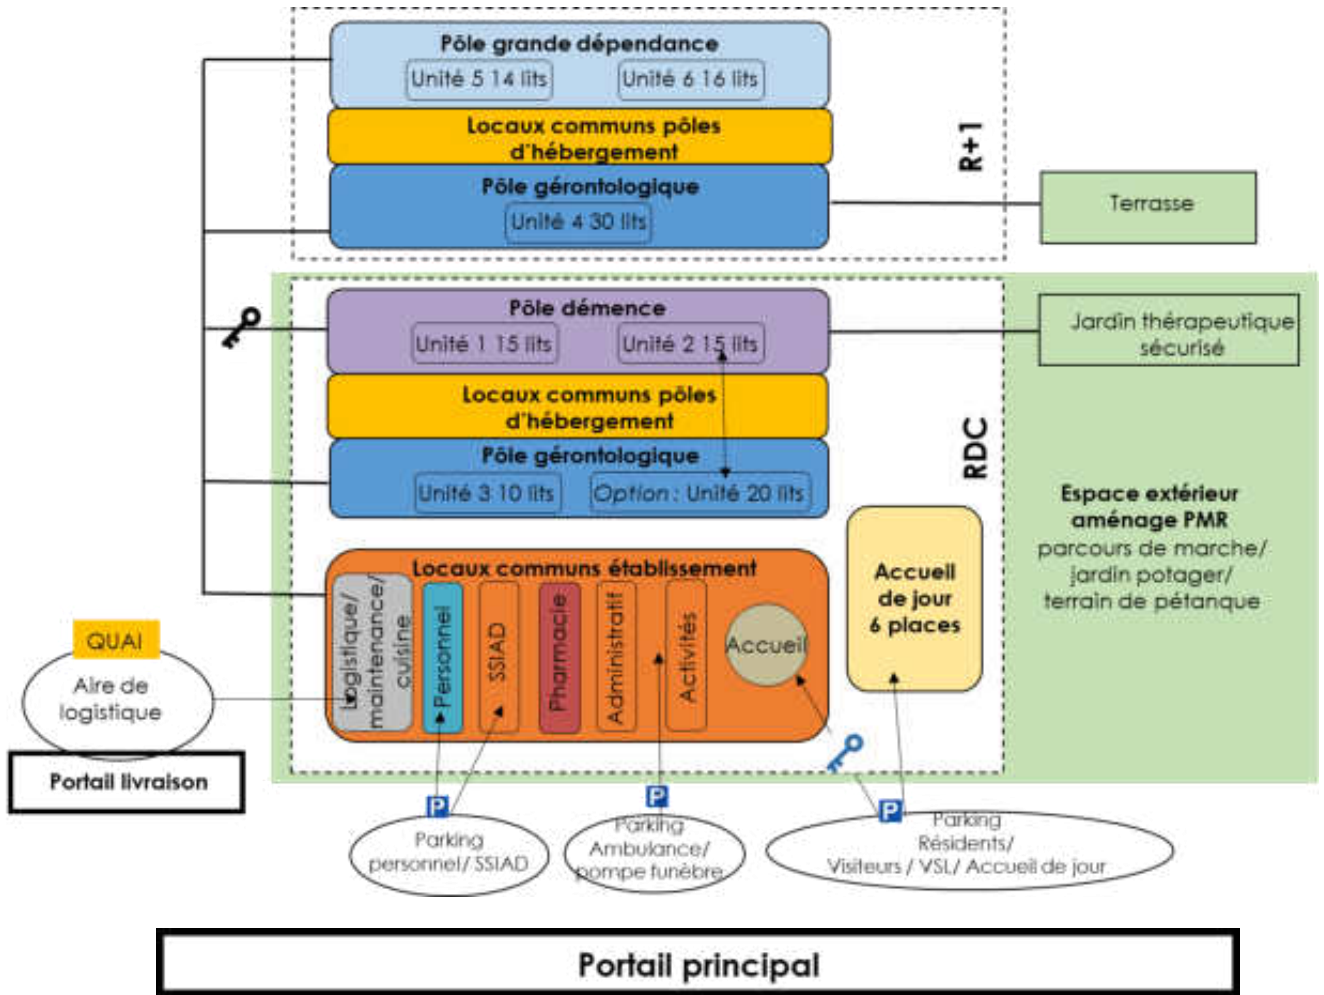 Pôle grande dépendance
Unité 5 14 lits
Unité 6 16 lits
Locaux communs pôles
d'hébergement
Pôle gérontologique
Unité 4 30 lits
R+1
Terrasse
Pôle démence
Unité 1 15 lits
Unité 2 15 lits
Jardin thérapeutique
sécurisé
Locaux communs pôles
d'hébergement
Pôle gérontologique
Unité 3 10 lits
Option : Unité 20 lits
RDC
Espace extérieur
aménage PMR
parcours de marche/
jardin potager/
terrain de pétanque
Accueil
de jour
6 places
Locaux communs établissement
Logistique/
maintenance/
cuisine
Personnel
SSIAD
Pharmacie
Administratif
Activités
Accueil
QUAI
Aire de
logistique
Portail livraison
P
Parking
personnel/ SSIAD
P
Parking
Ambulance/
pompe funèbre
P
Parking
Résidents/
Visiteurs / VSL/ Accueil de jour
Portail principal